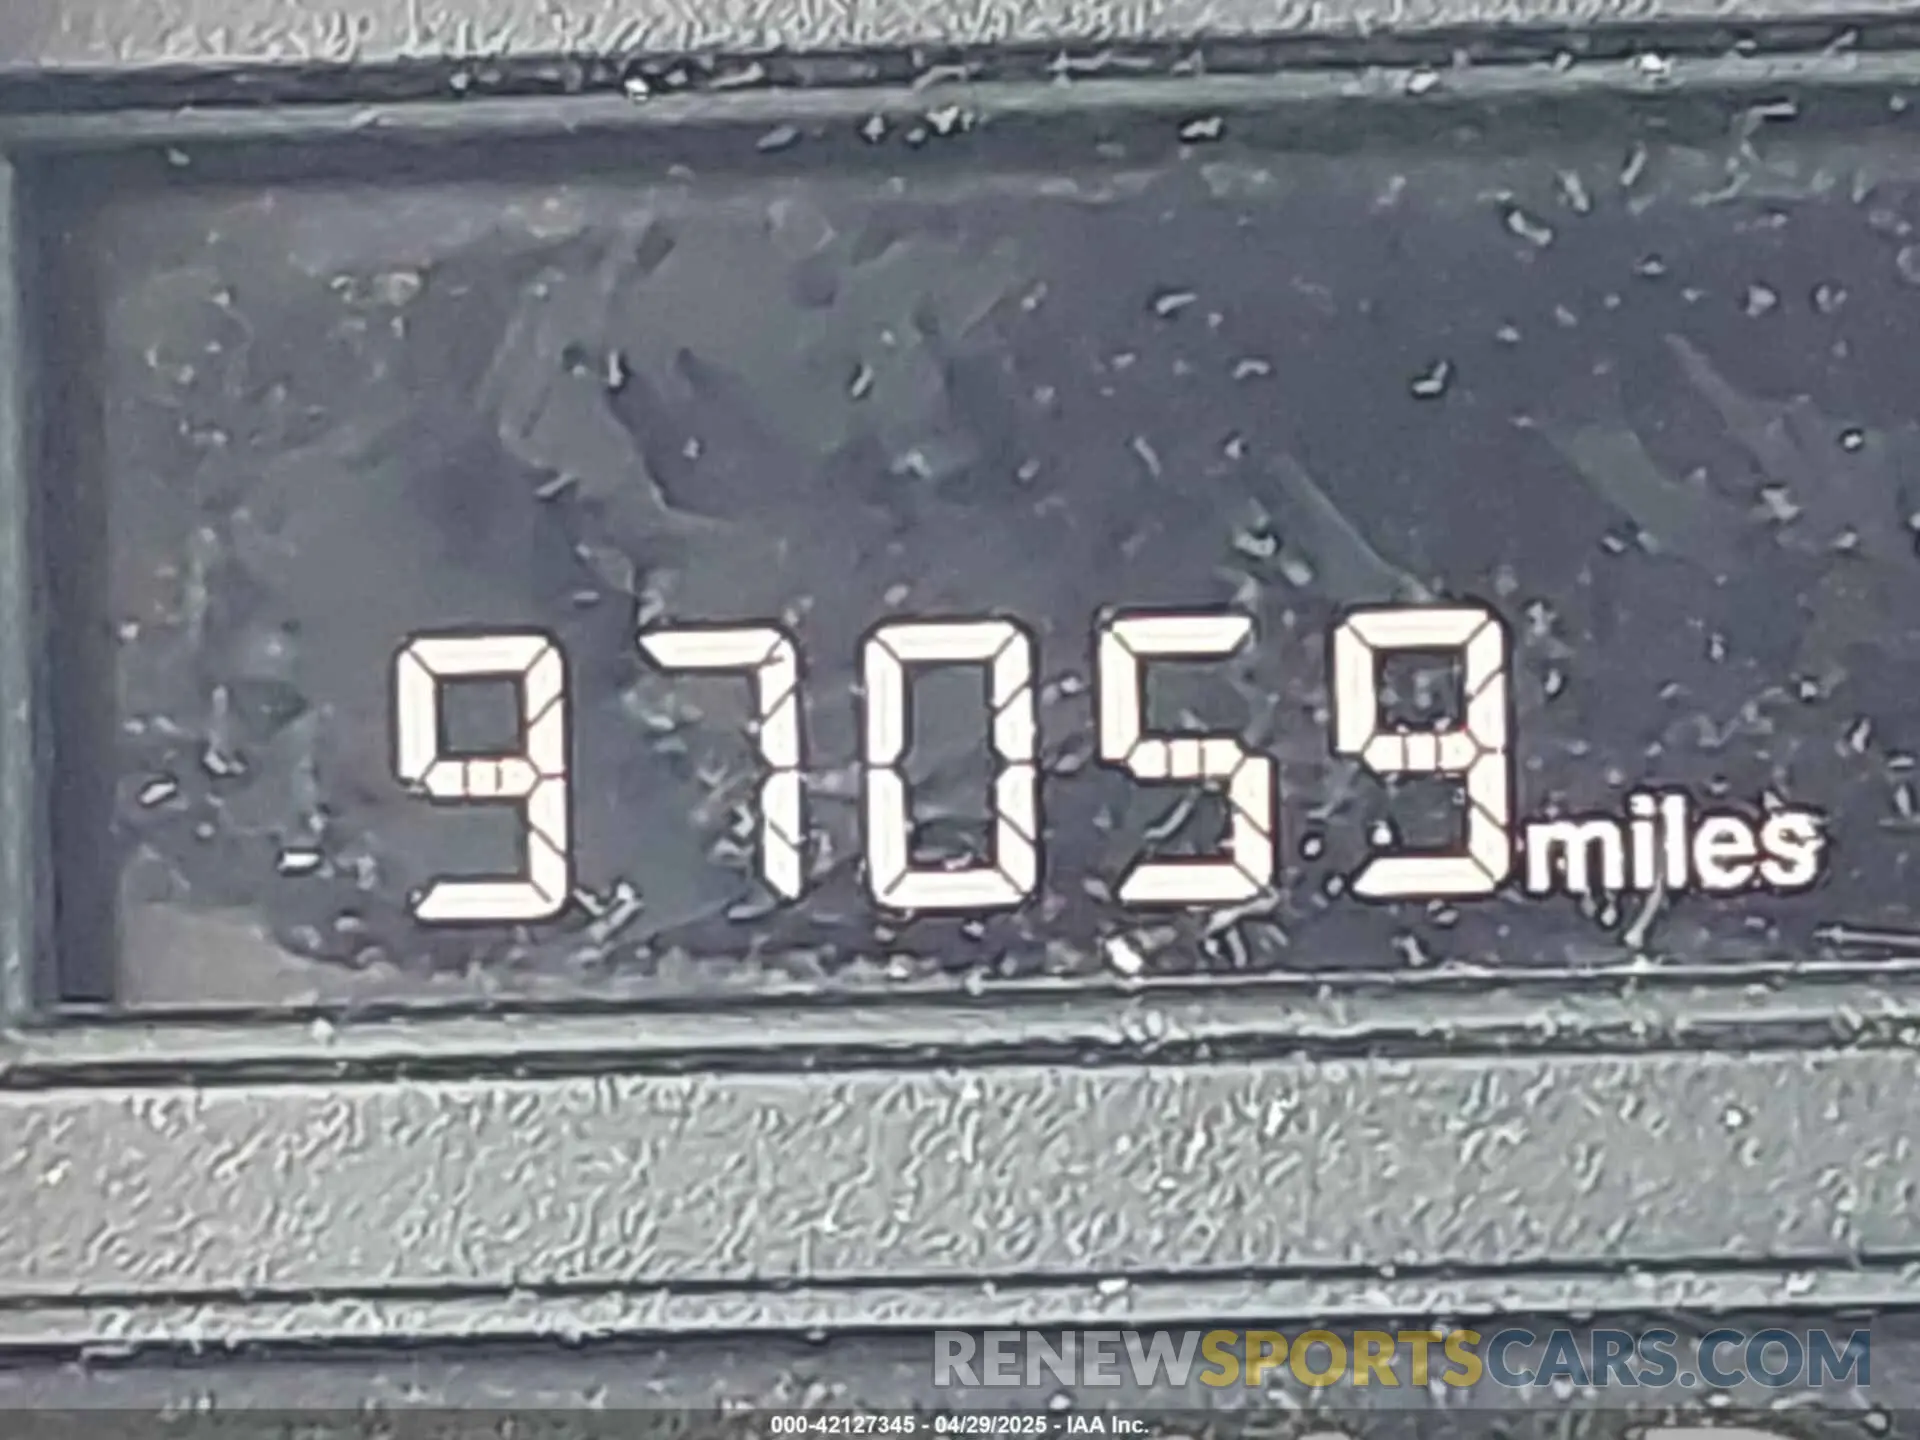 97059 miles
RENEWSPORTSCARS.COM
000-42127345 - 04/29/2025 - IAA Inc.